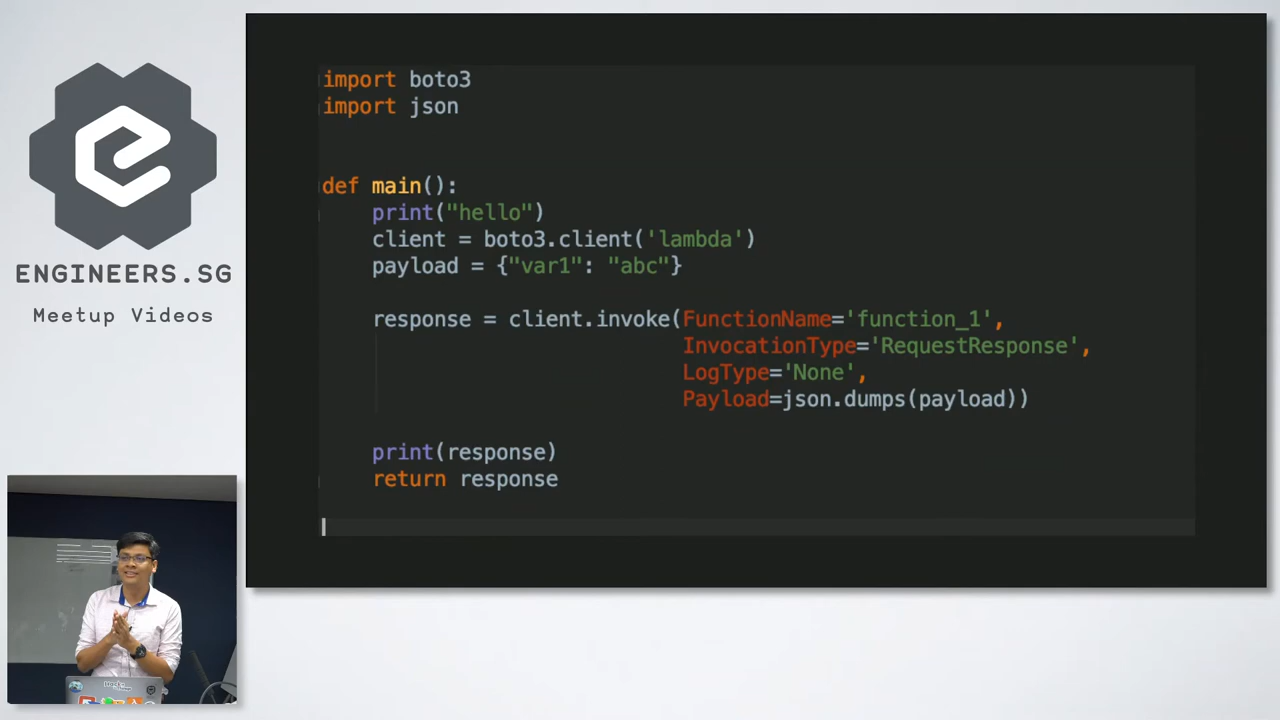 ENGINEERS.SG
Meetup Videos
import boto3
import json
def main():
    print("hello")
    client = boto3.client('lambda')
    payload = {"var1": "abc"}
    response = client.invoke(FunctionName='function_1',
                             InvocationType='RequestResponse',
                             LogType='None',
                             Payload=json.dumps(payload))
    print(response)
    return response